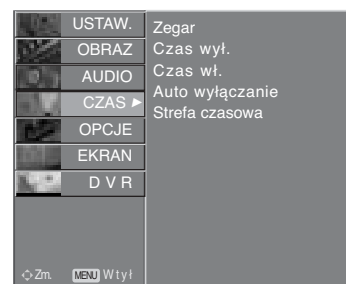 USTAW.
OBRAZ
AUDIO
CZAS ►
OPCJE
EKRAN
D V R
Zegar
Czas wył.
Czas wł.
Auto wyłączanie
Strefa czasowa
Zm. MENU Wtył